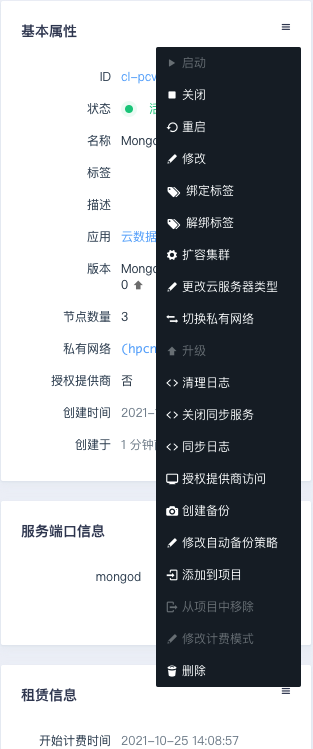 基本属性
ID cl-pcv
状态
名称 Mongo
标签
描述
应用 云数据
版本 Mongo
0
节点数量 3
私有网络 (hpcn
授权提供商 否
创建时间 2021-
创建于 1 分钟
启动
关闭
重启
修改
绑定标签
解绑标签
扩容集群
更改云服务器类型
切换私有网络
升级
清理日志
关闭同步服务
同步日志
授权提供商访问
创建备份
修改自动备份策略
添加到项目
从项目中移除
修改计费模式
删除
服务端口信息
mongod
租赁信息
开始计费时间 2021-10-25 14:08:57